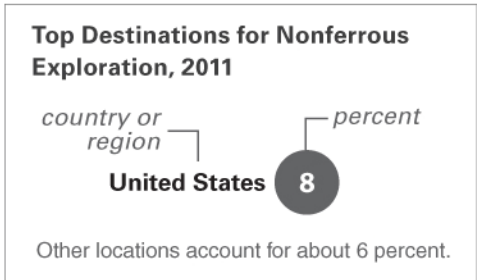 Top Destinations for Nonferrous
Exploration, 2011
country or
region
percent
United States 8
Other locations account for about 6 percent.